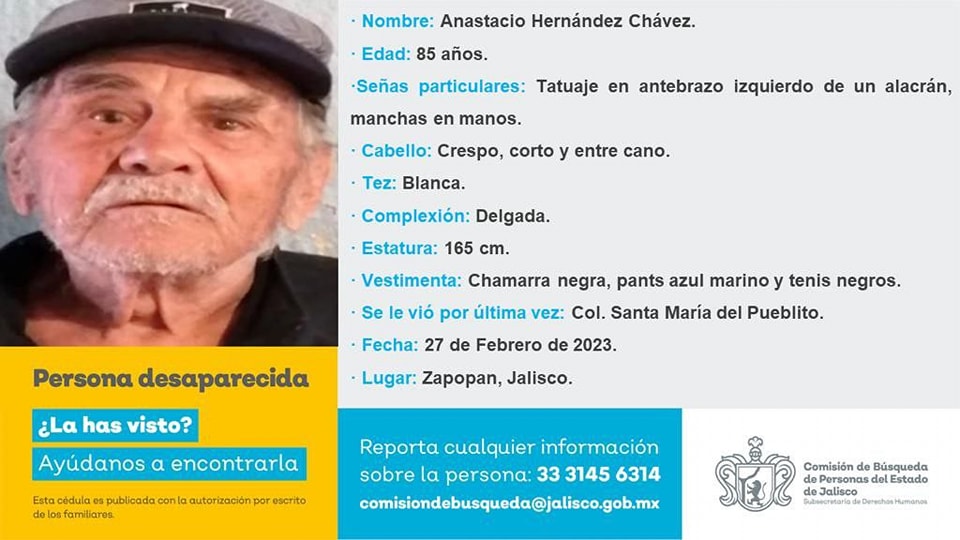 · Nombre: Anastacio Hernández Chávez.
· Edad: 85 años.
·Señas particulares: Tatuaje en antebrazo izquierdo de un alacrán,
manchas en manos.
· Cabello: Crespo, corto y entre cano.
· Tez: Blanca.
· Complexión: Delgada.
· Estatura: 165 cm.
· Vestimenta: Chamarra negra, pants azul marino y tenis negros.
· Se le vió por última vez: Col. Santa María del Pueblito.
· Fecha: 27 de Febrero de 2023.
· Lugar: Zapopan, Jalisco.
Persona desaparecida
¿La has visto?
Ayúdanos a encontrarla
Esta cédula es publicada con la autorización por escrito
de los familiares.
Reporta cualquier información
sobre la persona: 33 3145 6314
comisiondebusqueda@jalisco.gob.mx
Comisión de Búsqueda
de Personas del Estado
de Jalisco
Subsecretaría de Derechos Humanos